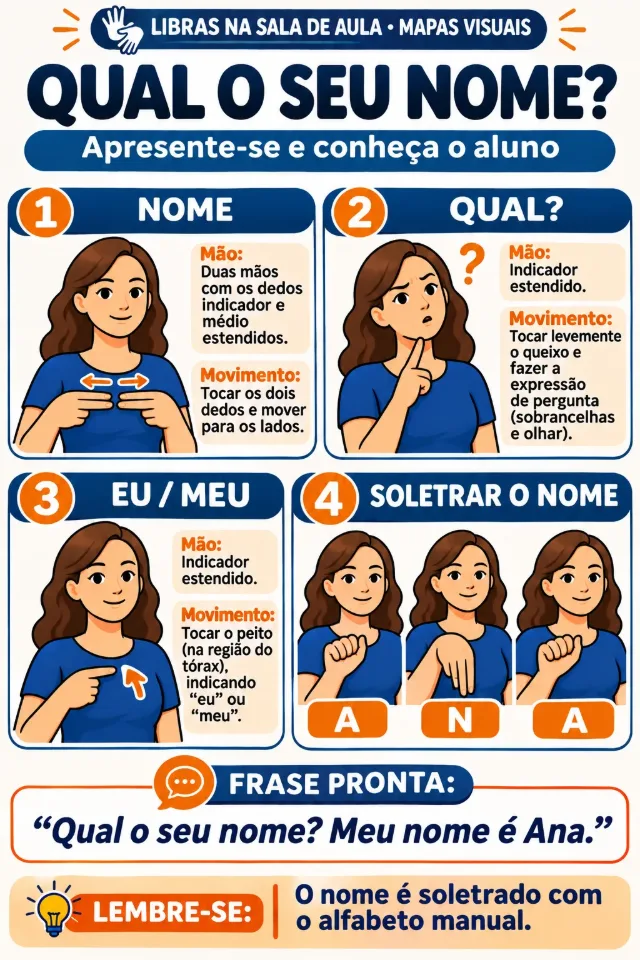 LIBRAS NA SALA DE AULA • MAPAS VISUAIS
QUAL O SEU NOME?
Apresente-se e conheça o aluno
1 NOME
Mão:
Duas mãos
com os dedos
indicador e
médio
estendidos.
Movimento:
Tocar os dois
dedos e mover
para os lados.
2 QUAL?
?
Mão:
Indicador
estendido.
Movimento:
Tocar levemente
o queixo e
fazer a
expressão
de pergunta
(sobrancelhas
e olhar).
3 EU / MEU
Mão:
Indicador
estendido.
Movimento:
Tocar o peito
(na região do
tórax),
indicando
“eu” ou
“meu”.
4 SOLETRAR O NOME
A N A
FRASE PRONTA:
“Qual o seu nome? Meu nome é Ana.”
LEMBRE-SE:
O nome é soletrado com
o alfabeto manual.